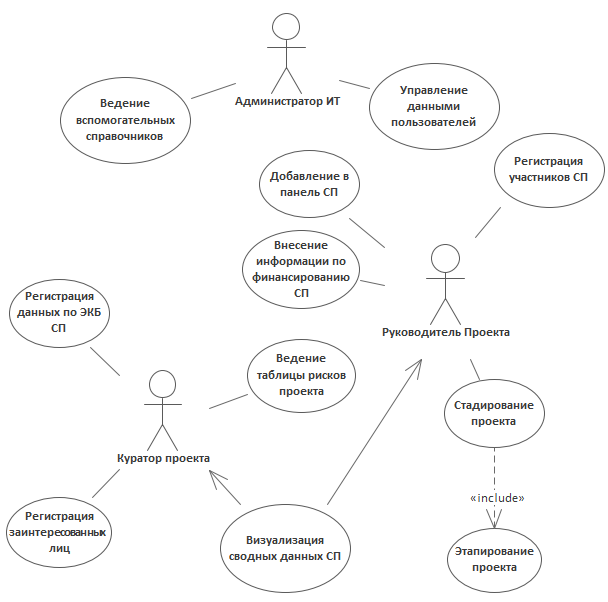 Администратор ИТ
Ведение
вспомогательных
справочников
Управление
данными
пользователей
Добавление в
панель СП
Регистрация
участников СП
Внесение
информации по
финансированию
СП
Руководитель Проекта
Регистрация
данных по ЭКБ
СП
Ведение
таблицы рисков
проекта
Куратор проекта
Стадирование
проекта
«include»
Регистрация
заинтересованных
лиц
Визуализация
сводных данных СП
Этапирование
проекта